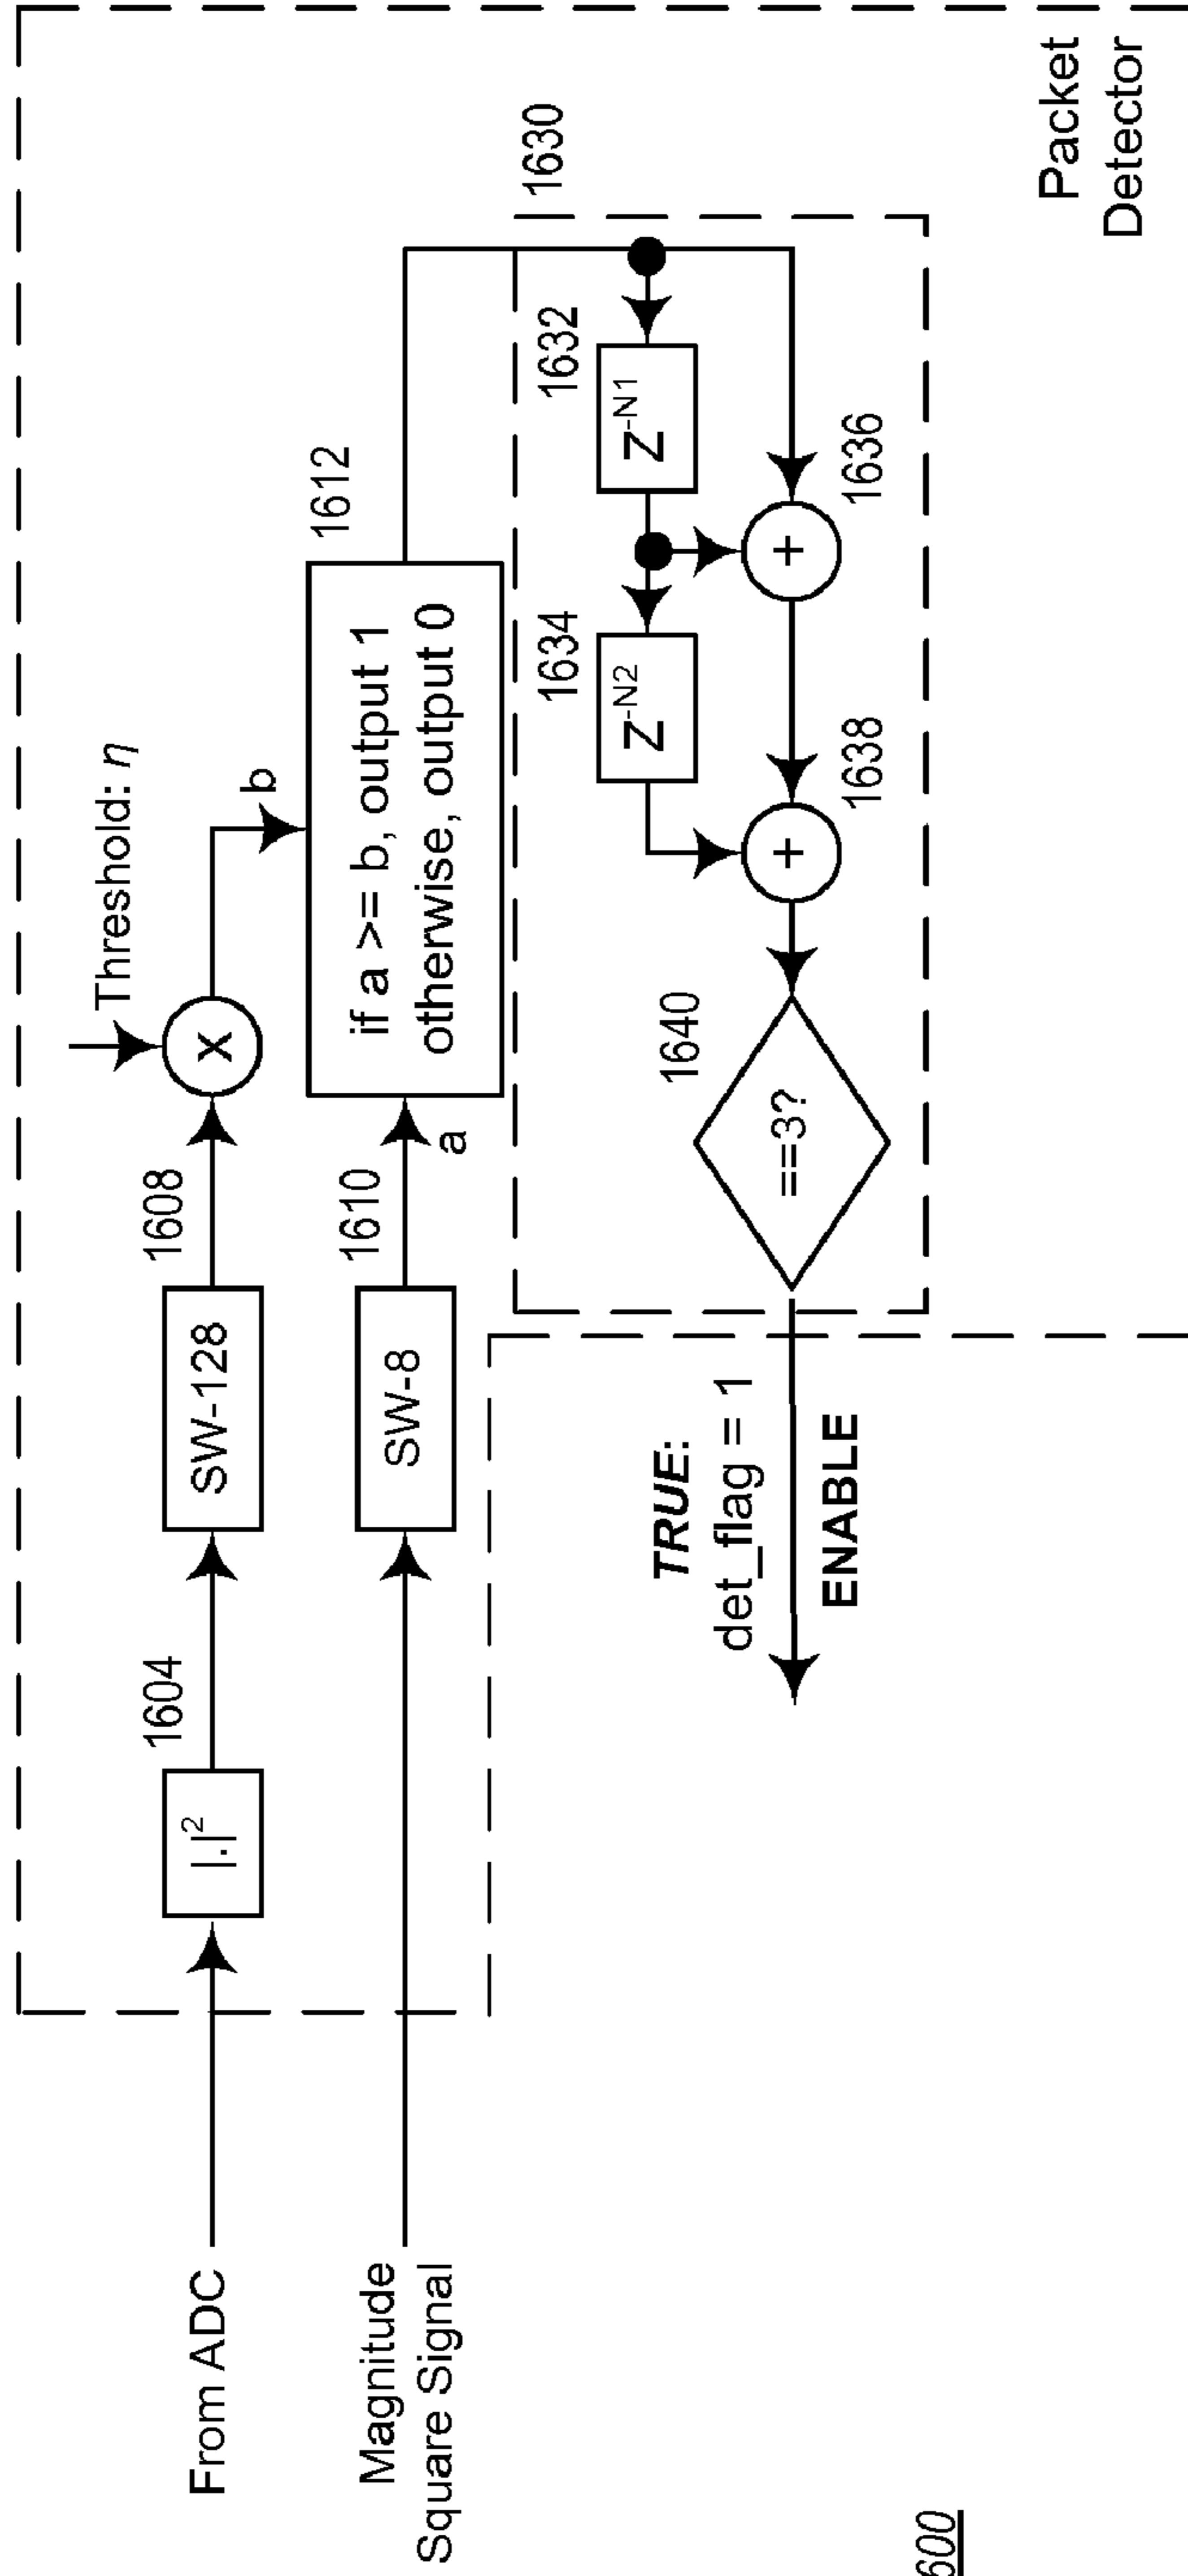 From ADC
1604
|.|²
SW-128
1608
X
Threshold: η
b
Magnitude
Square Signal
SW-8
1610
a
if a >= b, output 1
otherwise, output 0
1612
1630
1632
Z^-N1
1634
Z^-N2
1636
+
1638
+
1640
==3?
TRUE:
det_flag = 1
ENABLE
Packet
Detector
600